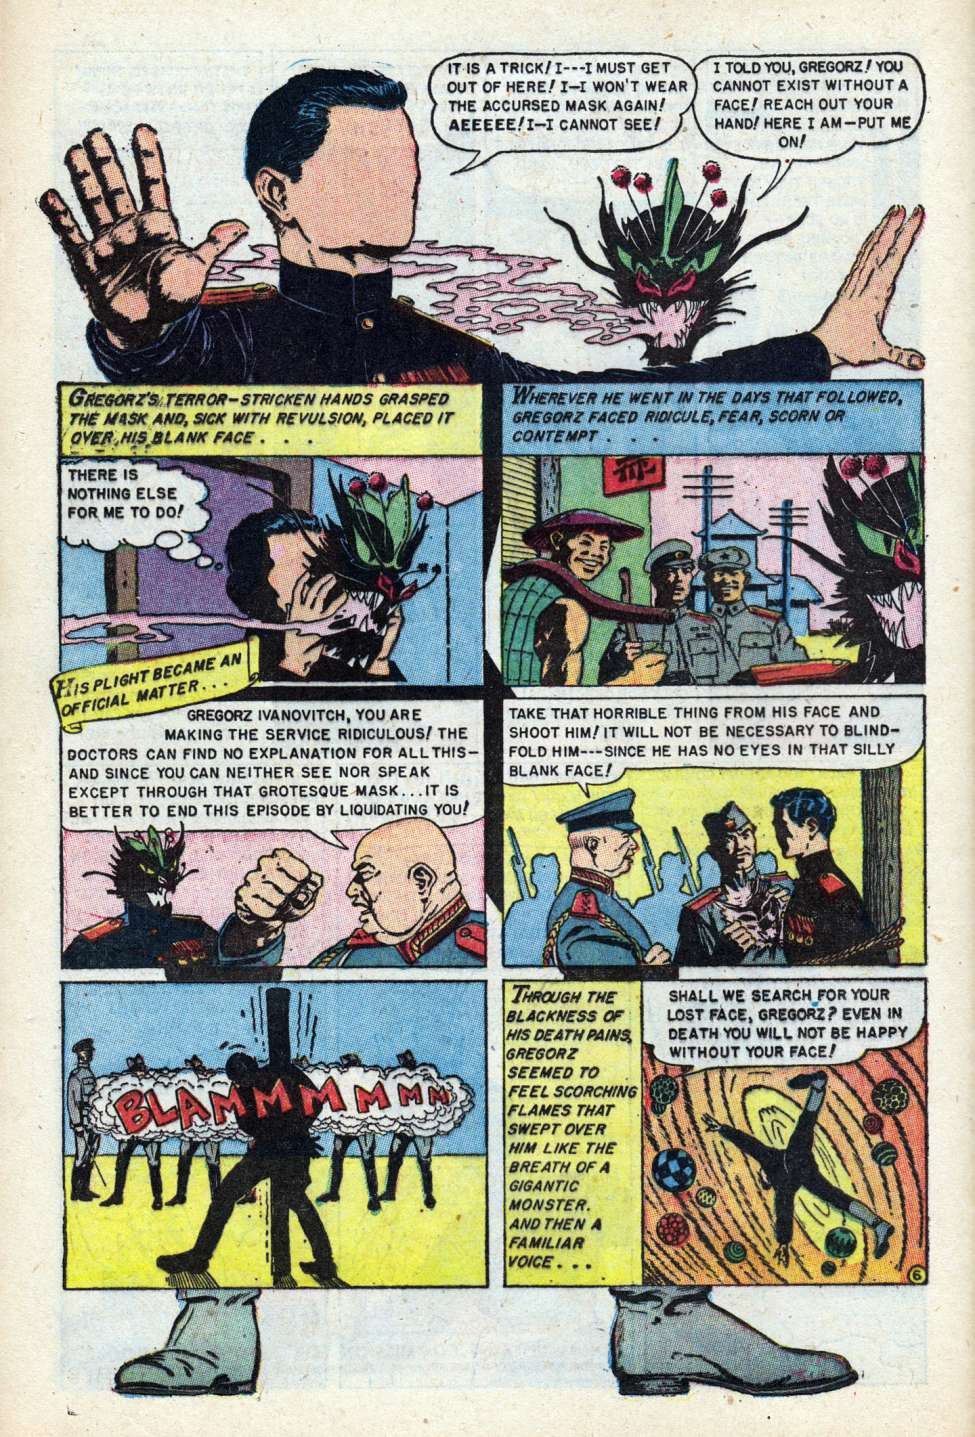 IT IS A TRICK! I---I MUST GET
OUT OF HERE! I—I WON'T WEAR
THE ACCURSED MASK AGAIN!
AEEEEE! I—I CANNOT SEE!
I TOLD YOU, GREGORZ! YOU
CANNOT EXIST WITHOUT A
FACE! REACH OUT YOUR
HAND! HERE I AM—PUT ME
ON!
GREGORZ'S TERROR—STRICKEN HANDS GRASPED
THE MASK AND, SICK WITH REVULSION, PLACED IT
OVER HIS BLANK FACE . . .
THERE IS
NOTHING ELSE
FOR ME TO DO!
WHEREVER HE WENT IN THE DAYS THAT FOLLOWED,
GREGORZ FACED RIDICULE, FEAR, SCORN OR
CONTEMPT . . .
HIS PLIGHT BECAME AN
OFFICIAL MATTER . . .
GREGORZ IVANOVITCH, YOU ARE
MAKING THE SERVICE RIDICULOUS! THE
DOCTORS CAN FIND NO EXPLANATION FOR ALL THIS—
AND SINCE YOU CAN NEITHER SEE NOR SPEAK
EXCEPT THROUGH THAT GROTESQUE MASK...IT IS
BETTER TO END THIS EPISODE BY LIQUIDATING YOU!
TAKE THAT HORRIBLE THING FROM HIS FACE AND
SHOOT HIM! IT WILL NOT BE NECESSARY TO BLIND-
FOLD HIM---SINCE HE HAS NO EYES IN THAT SILLY
BLANK FACE!
BLAMMMMMM
THROUGH THE
BLACKNESS OF
HIS DEATH PAINS,
GREGORZ
SEEMED TO
FEEL SCORCHING
FLAMES THAT
SWEPT OVER
HIM LIKE THE
BREATH OF A
GIGANTIC
MONSTER.
AND THEN A
FAMILIAR
VOICE . . .
SHALL WE SEARCH FOR YOUR
LOST FACE, GREGORZ? EVEN IN
DEATH YOU WILL NOT BE HAPPY
WITHOUT YOUR FACE!
6